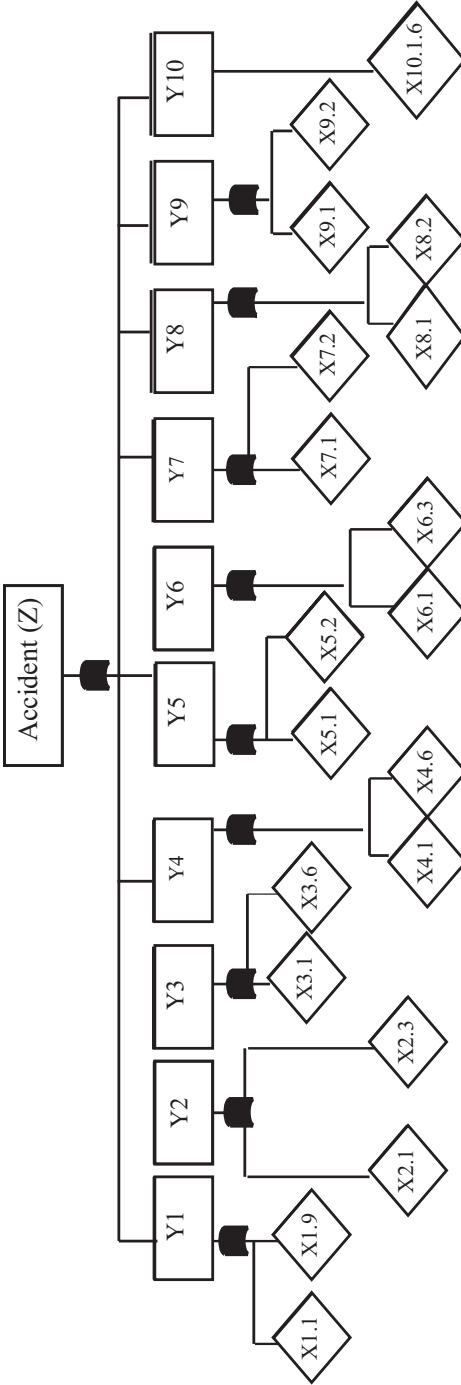 Accident (Z)
Y1
Y2
Y3
Y4
Y5
Y6
Y7
Y8
Y9
Y10
X1.1
X1.9
X2.1
X2.3
X3.1
X3.6
X4.1
X4.6
X5.1
X5.2
X6.1
X6.3
X7.1
X7.2
X8.1
X8.2
X9.1
X9.2
X10.1.6